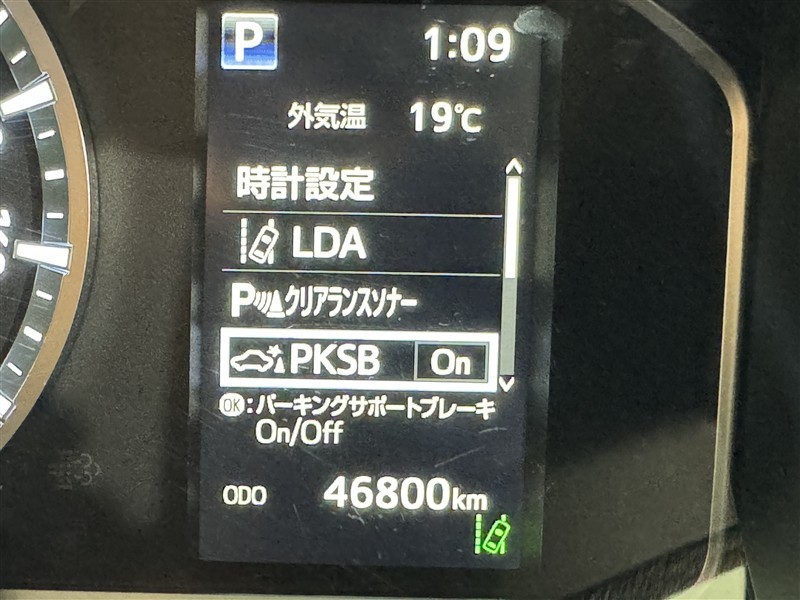 P 1:09
外気温 19℃
時計設定
LDA
Pクリアランスソナー
PKSB On
OK:パーキングサポートブレーキ
On/Off
ODO 46800km